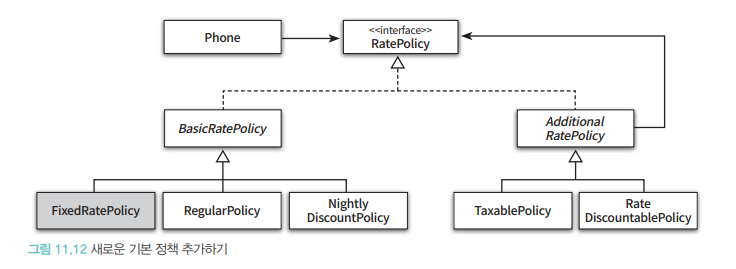 Phone
<<interface>>
RatePolicy
BasicRatePolicy
Additional
RatePolicy
FixedRatePolicy
RegularPolicy
Nightly
DiscountPolicy
TaxablePolicy
Rate
DiscountablePolicy
그림 11.12 새로운 기본 정책 추가하기